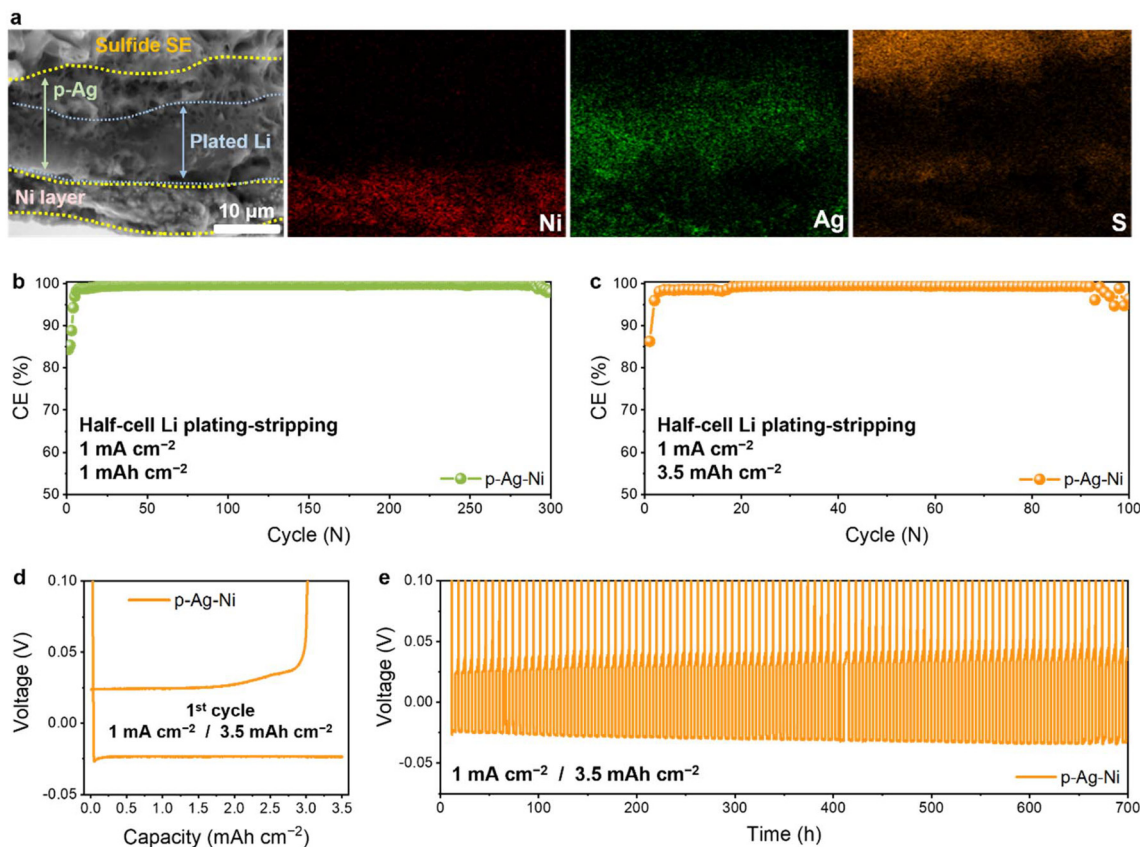 a
Sulfide SE
p-Ag
Plated Li
Ni layer
10 µm
Ni
Ag
S
b
100
90
80
70
60
50
CE (%)
Half-cell Li plating-stripping
1 mA cm⁻²
1 mAh cm⁻²
p-Ag-Ni
0 50 100 150 200 250 300
Cycle (N)
c
100
90
80
70
60
50
CE (%)
Half-cell Li plating-stripping
1 mA cm⁻²
3.5 mAh cm⁻²
p-Ag-Ni
0 20 40 60 80 100
Cycle (N)
d
0.10
0.05
0.00
-0.05
Voltage (V)
p-Ag-Ni
1st cycle
1 mA cm⁻² / 3.5 mAh cm⁻²
0.0 0.5 1.0 1.5 2.0 2.5 3.0 3.5
Capacity (mAh cm⁻²)
e
0.10
0.05
0.00
-0.05
Voltage (V)
1 mA cm⁻² / 3.5 mAh cm⁻²
p-Ag-Ni
0 100 200 300 400 500 600 700
Time (h)